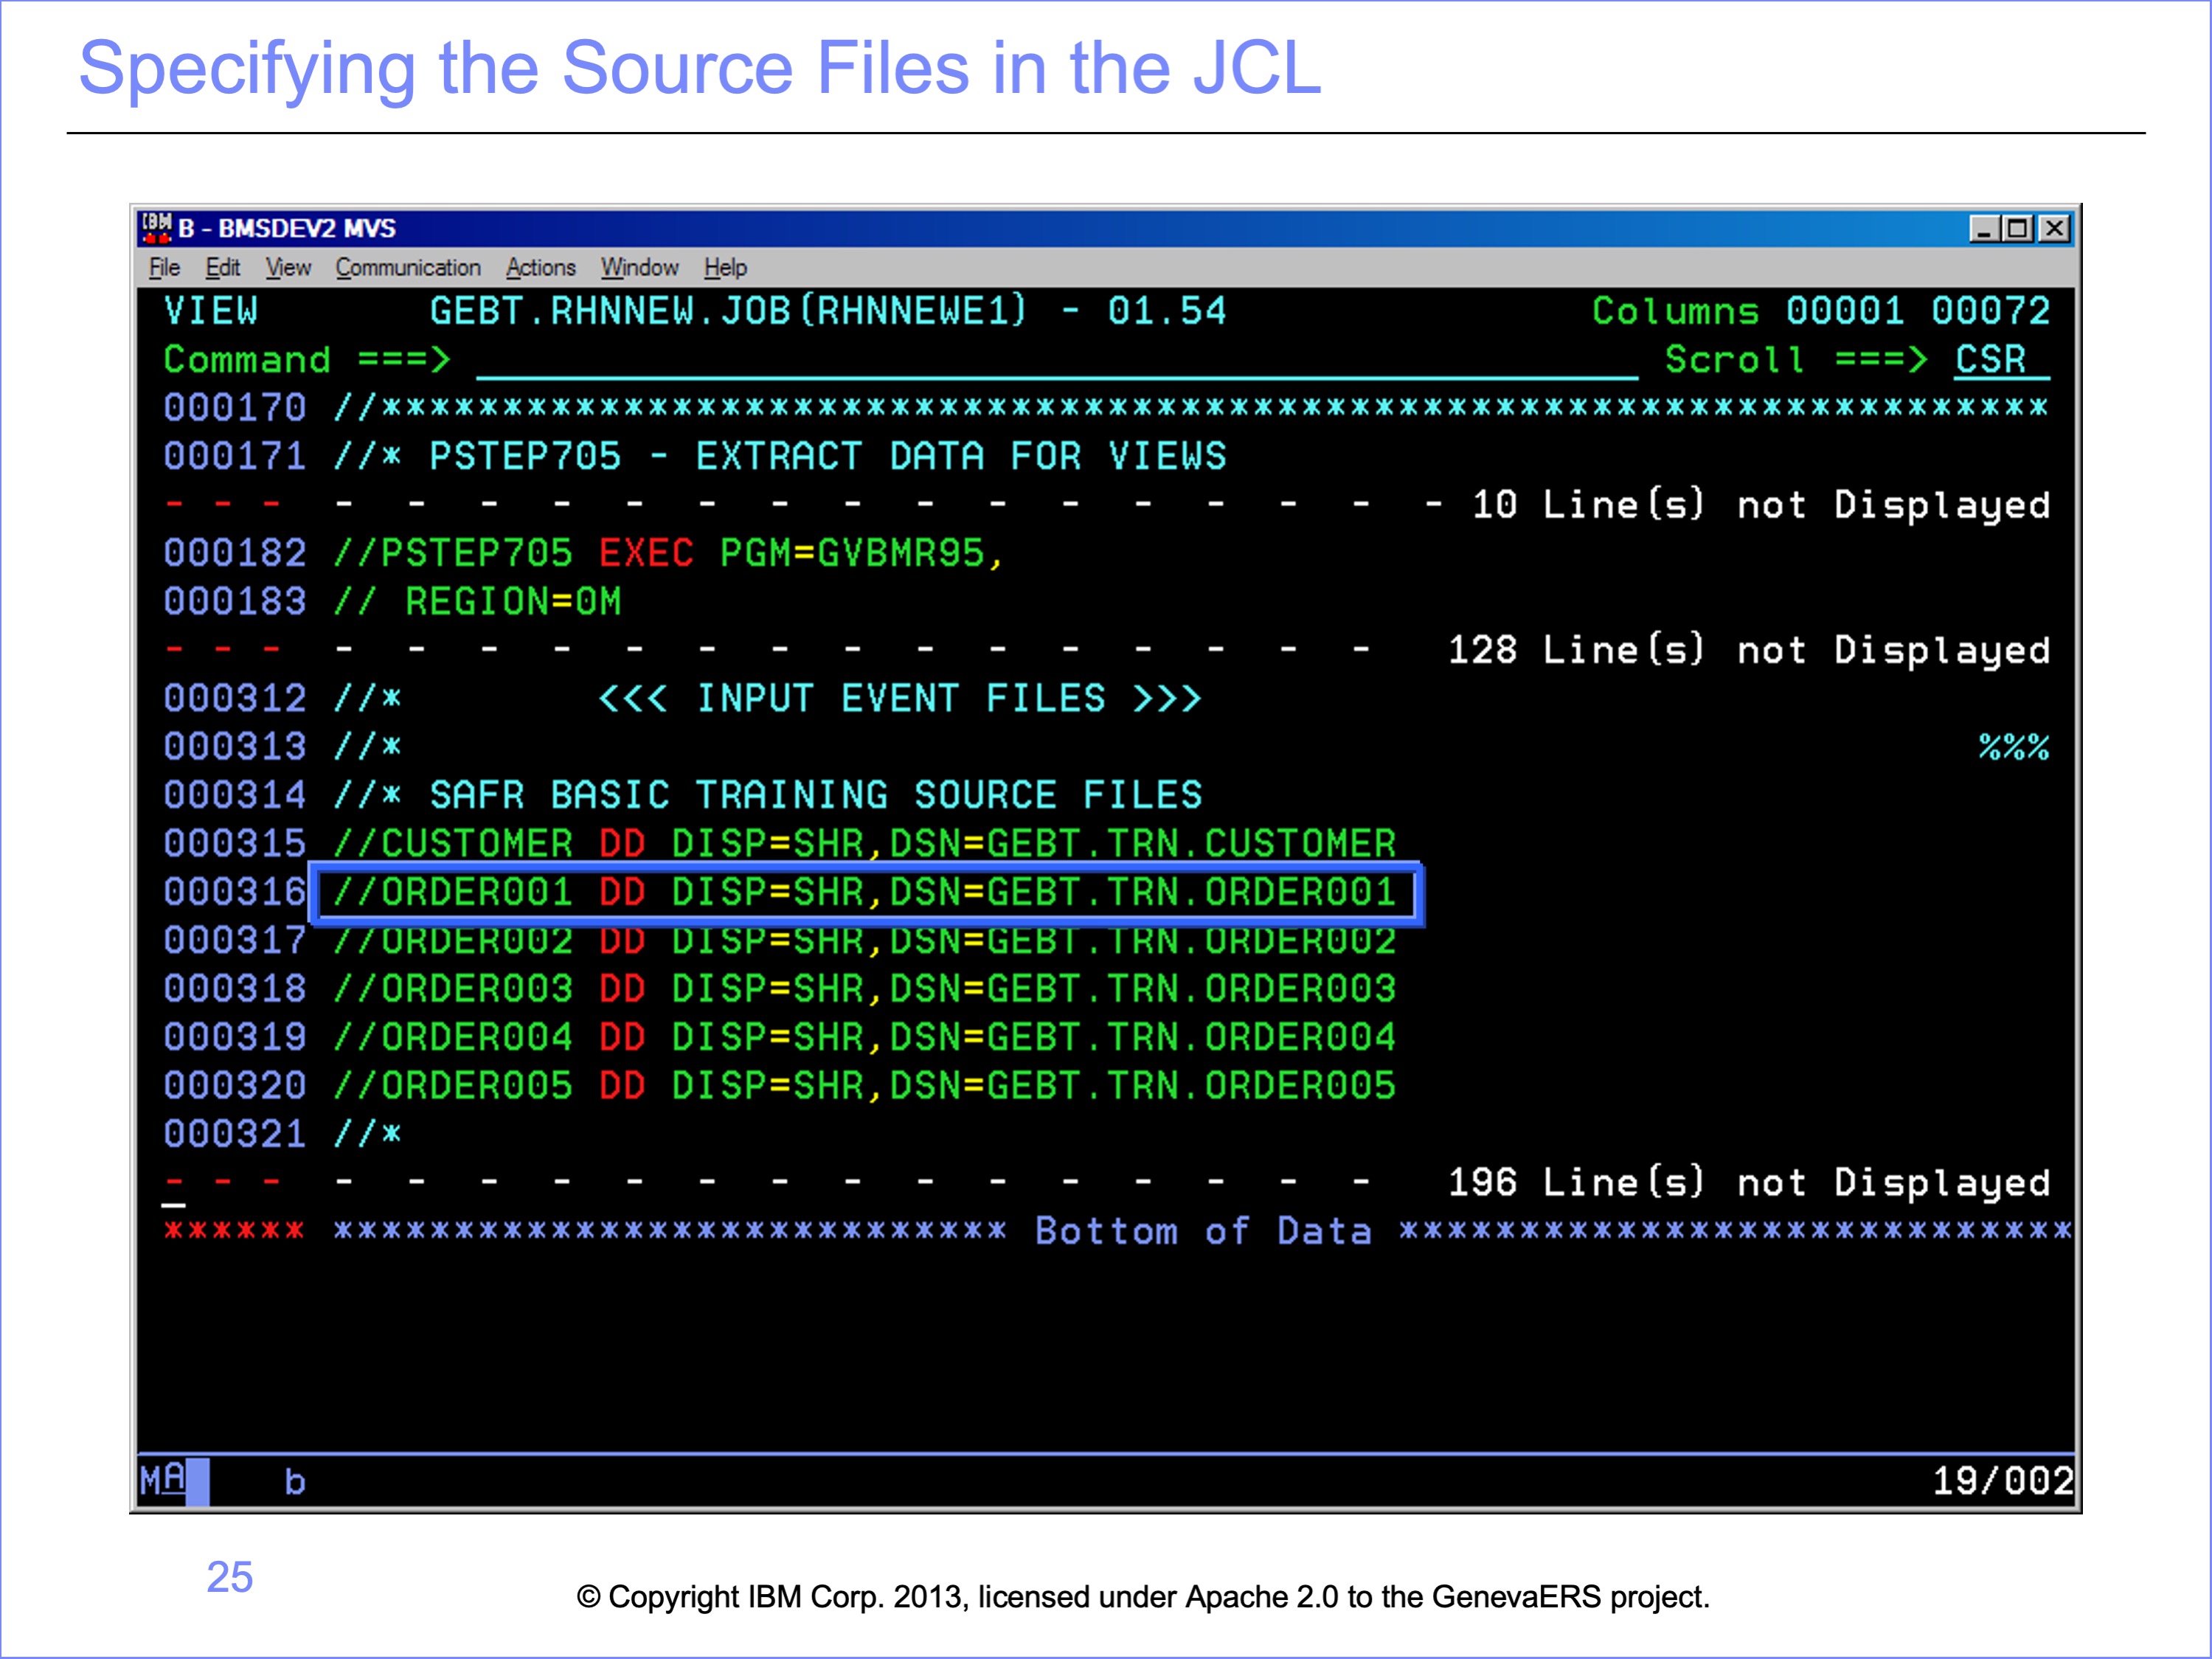 Specifying the Source Files in the JCL
IBM B - BMSDEV2 MVS
File Edit View Communication Actions Window Help
VIEW GEBT.RHNNEW.JOB(RHNNEWE1) - 01.54 Columns 00001 00072
Command ===> Scroll ===> CSR
000170 //*********************************************************************
000171 //* PSTEP705 - EXTRACT DATA FOR VIEWS
- - - - - - - - - - - - - - - - - - - 10 Line(s) not Displayed
000182 //PSTEP705 EXEC PGM=GVBMR95,
000183 // REGION=0M
- - - - - - - - - - - - - - - - - - 128 Line(s) not Displayed
000312 //* <<< INPUT EVENT FILES >>>
000313 //* %%%
000314 //* SAFR BASIC TRAINING SOURCE FILES
000315 //CUSTOMER DD DISP=SHR,DSN=GEBT.TRN.CUSTOMER
000316 //ORDER001 DD DISP=SHR,DSN=GEBT.TRN.ORDER001
000317 //ORDER002 DD DISP=SHR,DSN=GEBT.TRN.ORDER002
000318 //ORDER003 DD DISP=SHR,DSN=GEBT.TRN.ORDER003
000319 //ORDER004 DD DISP=SHR,DSN=GEBT.TRN.ORDER004
000320 //ORDER005 DD DISP=SHR,DSN=GEBT.TRN.ORDER005
000321 //*
- - - - - - - - - - - - - - - - - - 196 Line(s) not Displayed
****** **************************** Bottom of Data ****************************
MA b 19/002
25
© Copyright IBM Corp. 2013, licensed under Apache 2.0 to the GenevaERS project.